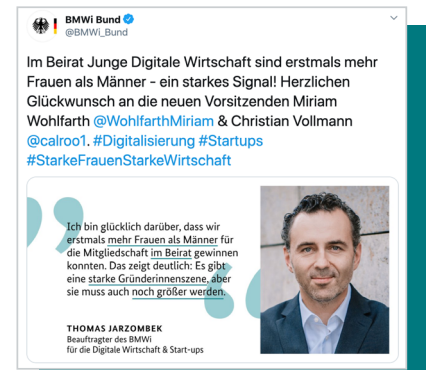 BMWi Bund
@BMWi_Bund
Im Beirat Junge Digitale Wirtschaft sind erstmals mehr
Frauen als Männer - ein starkes Signal! Herzlichen
Glückwunsch an die neuen Vorsitzenden Miriam
Wohlfarth @WohlfarthMiriam & Christian Vollmann
@calroo1. #Digitalisierung #Startups
#StarkeFrauenStarkeWirtschaft
Ich bin glücklich darüber, dass wir
erstmals mehr Frauen als Männer für
die Mitgliedschaft im Beirat gewinnen
konnten. Das zeigt deutlich: Es gibt
eine starke Gründerinnenszene, aber
sie muss auch noch größer werden.
THOMAS JARZOMBEK
Beauftragter des BMWi
für die Digitale Wirtschaft & Start-ups